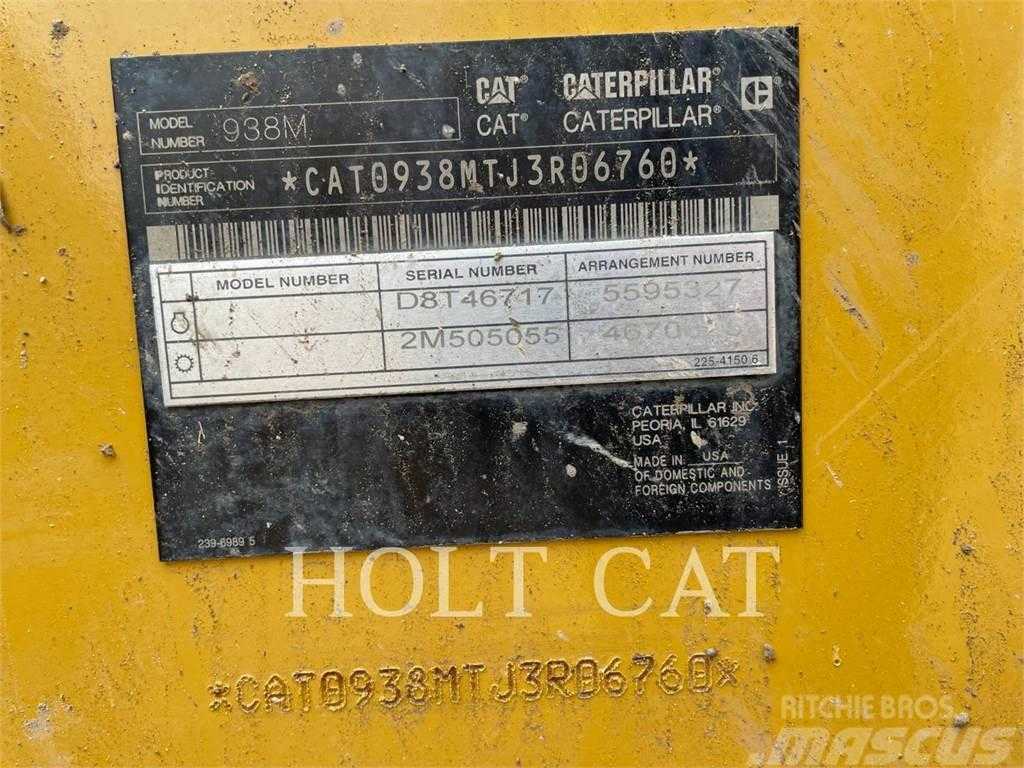 CAT CATERPILLAR
CAT® CATERPILLAR®
MODEL NUMBER 938M
PRODUCT IDENTIFICATION NUMBER *CAT0938MTJ3R06760*
MODEL NUMBER SERIAL NUMBER ARRANGEMENT NUMBER
D8T46717 5595327
2M505055
225-4150 6
CATERPILLAR INC.
PEORIA, IL 61629
USA
MADE IN USA
OF DOMESTIC AND
FOREIGN COMPONENTS
ISSUE 1
239-6989 5
HOLT CAT
*CAT0938MTJ3R06760*
RITCHIE BROS.
MASCUS